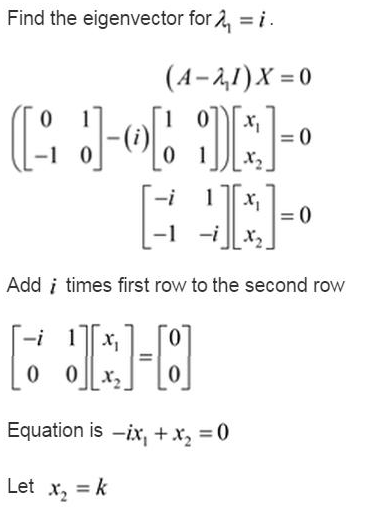 Find the eigenvector for λ₁ = i.
(A − λ₁I) X = 0
([0 1; −1 0] − (i)[1 0; 0 1])[x₁; x₂] = 0
[−i 1; −1 −i][x₁; x₂] = 0
Add i times first row to the second row
[−i 1; 0 0][x₁; x₂] = [0; 0]
Equation is −ix₁ + x₂ = 0
Let x₂ = k